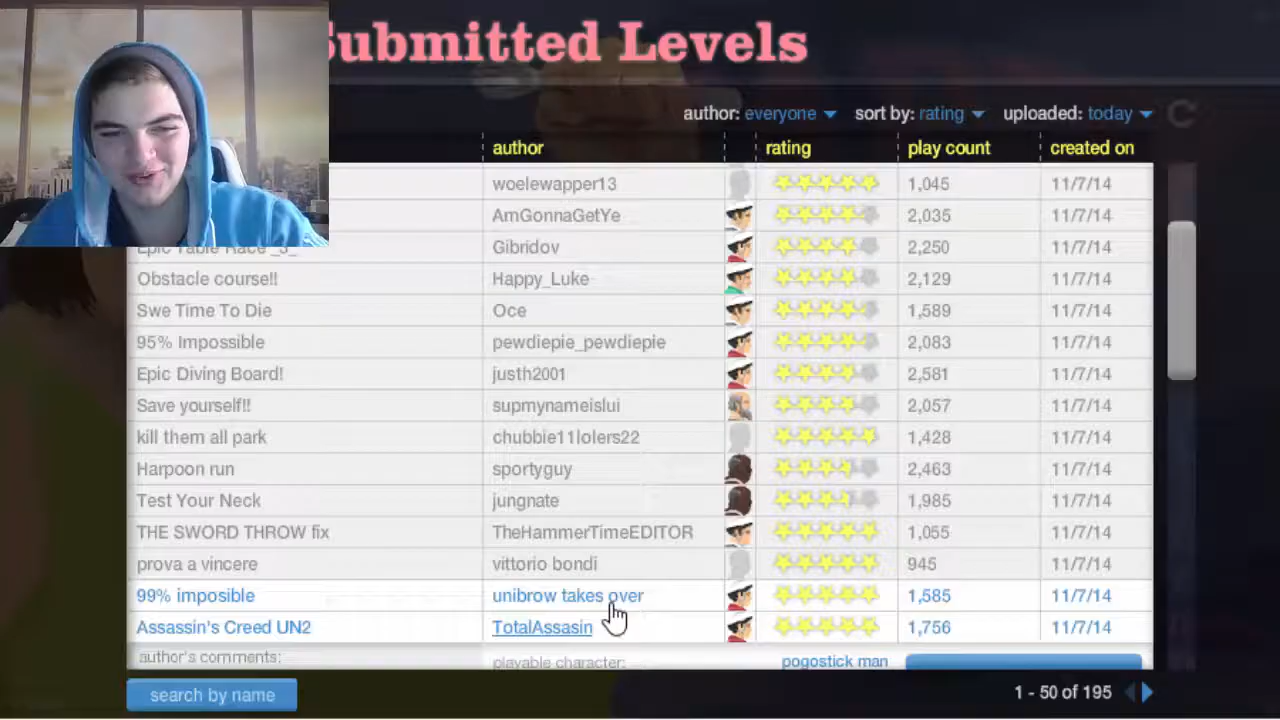 Submitted Levels
author: everyone sort by: rating uploaded: today
author rating play count created on
woelewapper13 1,045 11/7/14
AmGonnaGetYe 2,035 11/7/14
Epic Table Race _3_ Gibridov 2,250 11/7/14
Obstacle course!! Happy_Luke 2,129 11/7/14
Swe Time To Die Oce 1,589 11/7/14
95% Impossible pewdiepie_pewdiepie 2,083 11/7/14
Epic Diving Board! justh2001 2,581 11/7/14
Save yourself!! supmynameislui 2,057 11/7/14
kill them all park chubbie11lolers22 1,428 11/7/14
Harpoon run sportyguy 2,463 11/7/14
Test Your Neck jungnate 1,985 11/7/14
THE SWORD THROW fix TheHammerTimeEDITOR 1,055 11/7/14
prova a vincere vittorio bondi 945 11/7/14
99% imposible unibrow takes over 1,585 11/7/14
Assassin's Creed UN2 TotalAssasin 1,756 11/7/14
author's comments: playable character: pogostick man
search by name 1 - 50 of 195